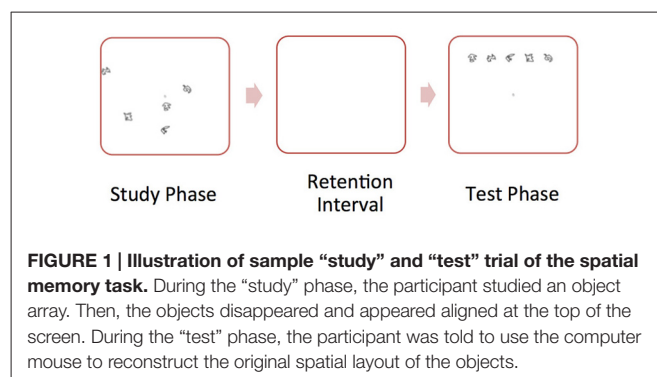 Study Phase
Retention
Interval
Test Phase
FIGURE 1 | Illustration of sample “study” and “test” trial of the spatial
memory task. During the “study” phase, the participant studied an object
array. Then, the objects disappeared and appeared aligned at the top of the
screen. During the “test” phase, the participant was told to use the computer
mouse to reconstruct the original spatial layout of the objects.